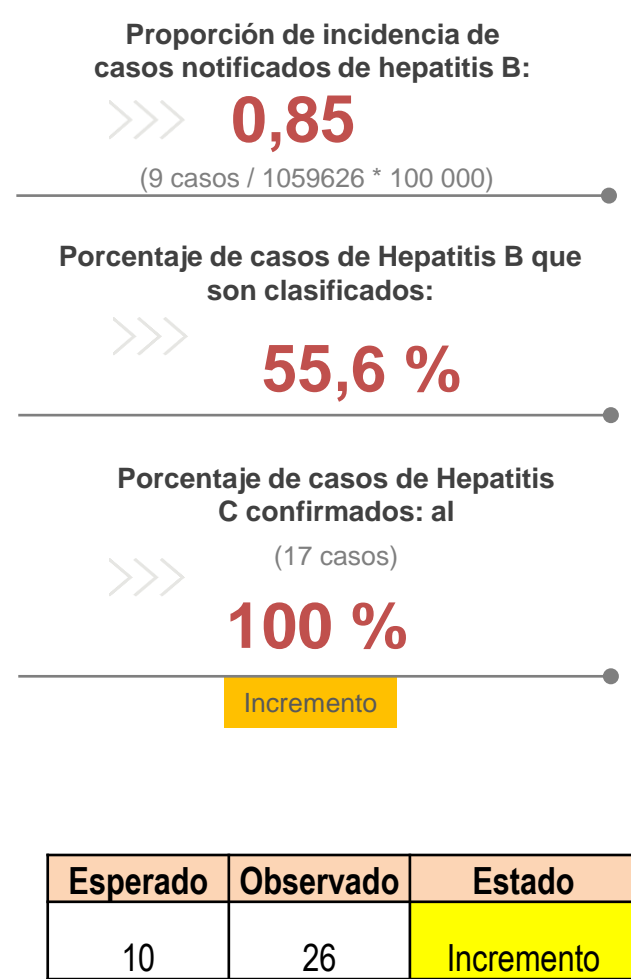 Proporción de incidencia de
casos notificados de hepatitis B:
0,85
(9 casos / 1059626 * 100 000)
Porcentaje de casos de Hepatitis B que
son clasificados:
55,6 %
Porcentaje de casos de Hepatitis
C confirmados: al
(17 casos)
100 %
Incremento
Esperado Observado Estado
10 26 Incremento